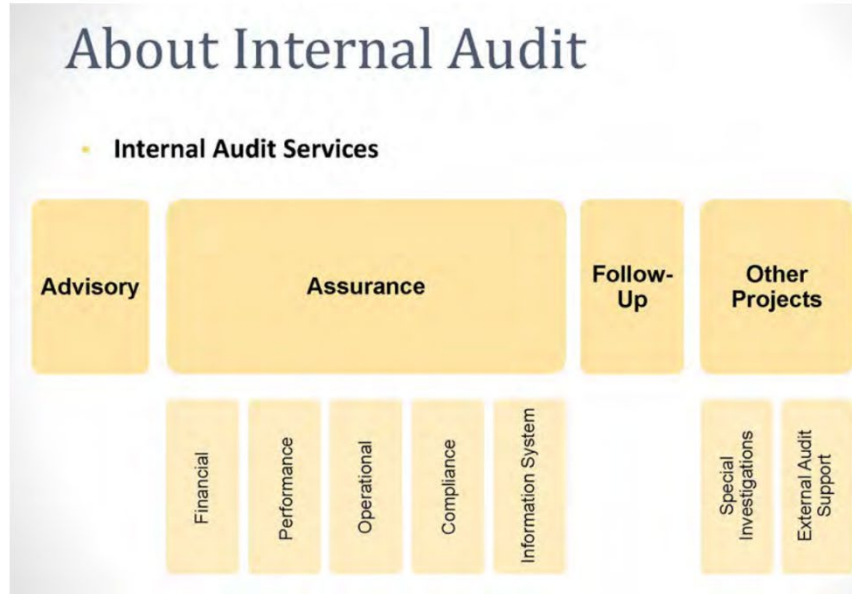 About Internal Audit
• Internal Audit Services
Advisory
Assurance
Follow-
Up
Other
Projects
Financial
Performance
Operational
Compliance
Information System
Special
Investigations
External Audit
Support